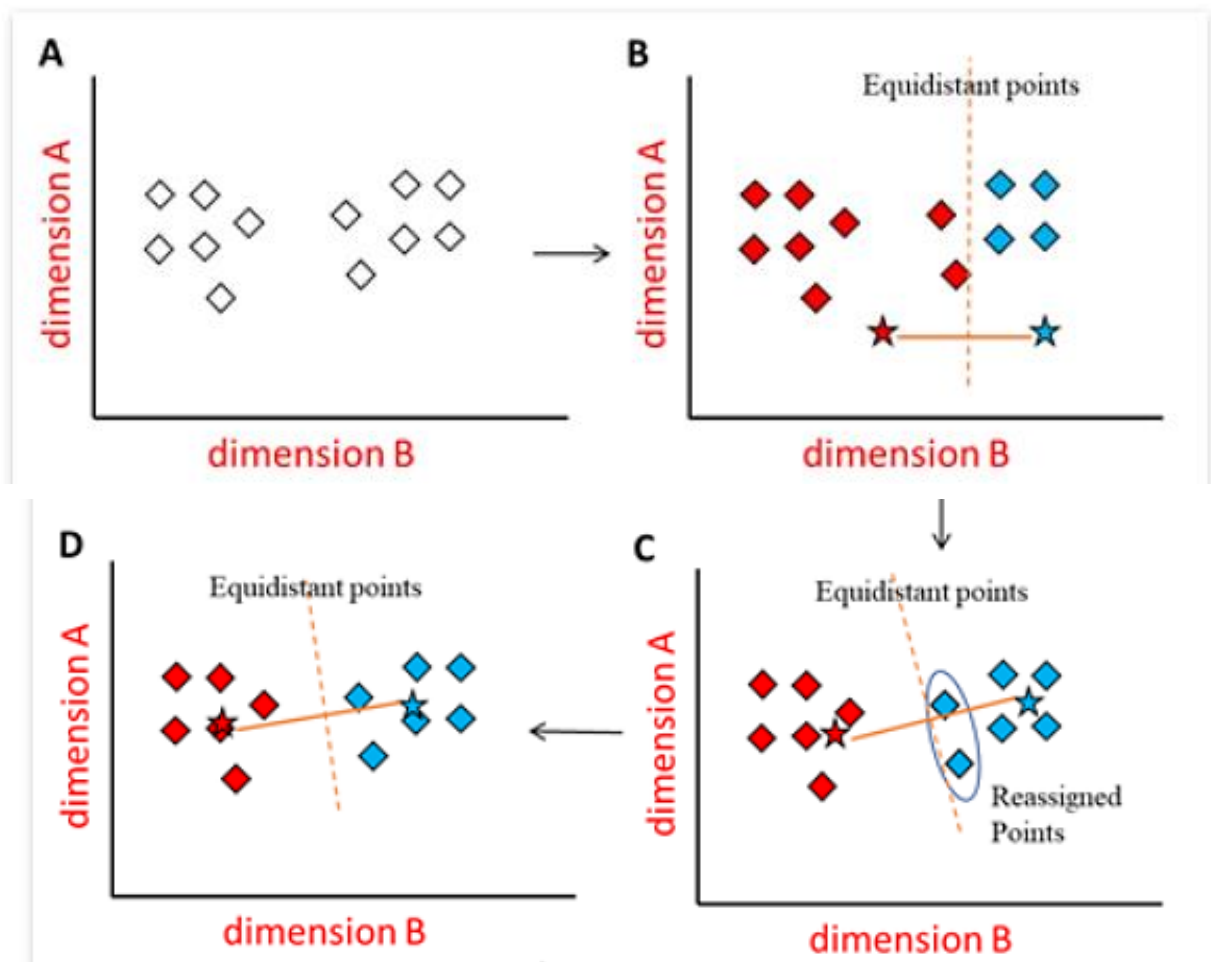 A
dimension A
dimension B
B
Equidistant points
dimension A
dimension B
D
Equidistant points
dimension A
dimension B
C
Equidistant points
Reassigned
Points
dimension A
dimension B